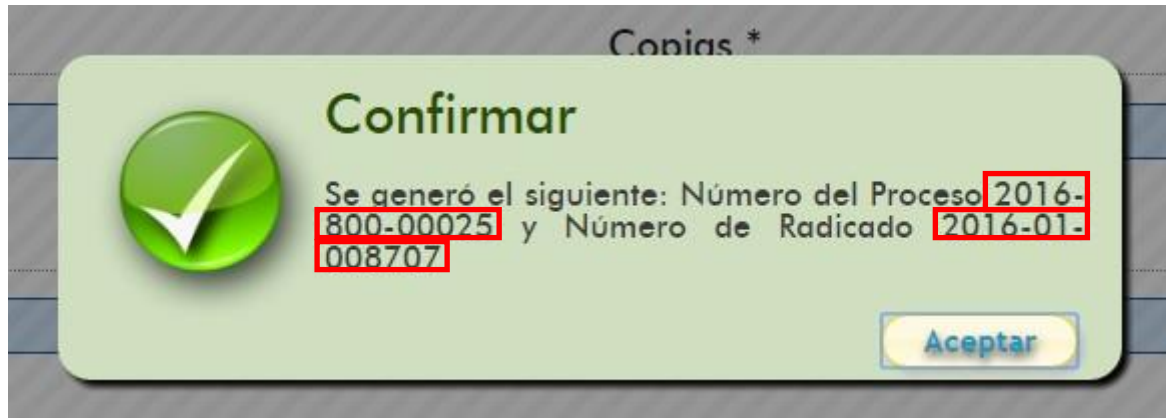 Copias *
Confirmar
Se generó el siguiente: Número del Proceso 2016-
800-00025 y Número de Radicado 2016-01-
008707
Aceptar